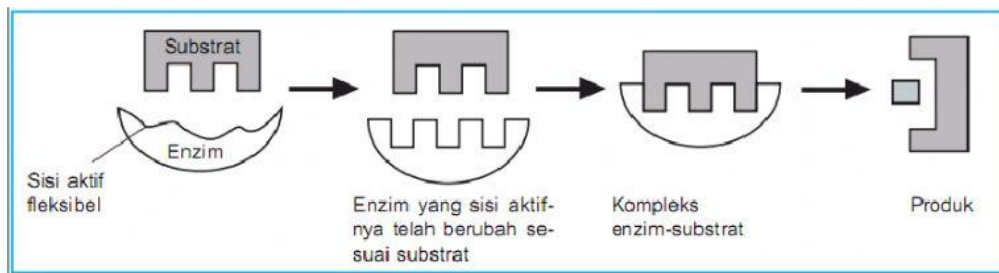 Substrat
Enzim
Sisi aktif
fleksibel
Enzim yang sisi aktif-
nya telah berubah se-
suai substrat
Kompleks
enzim-substrat
Produk